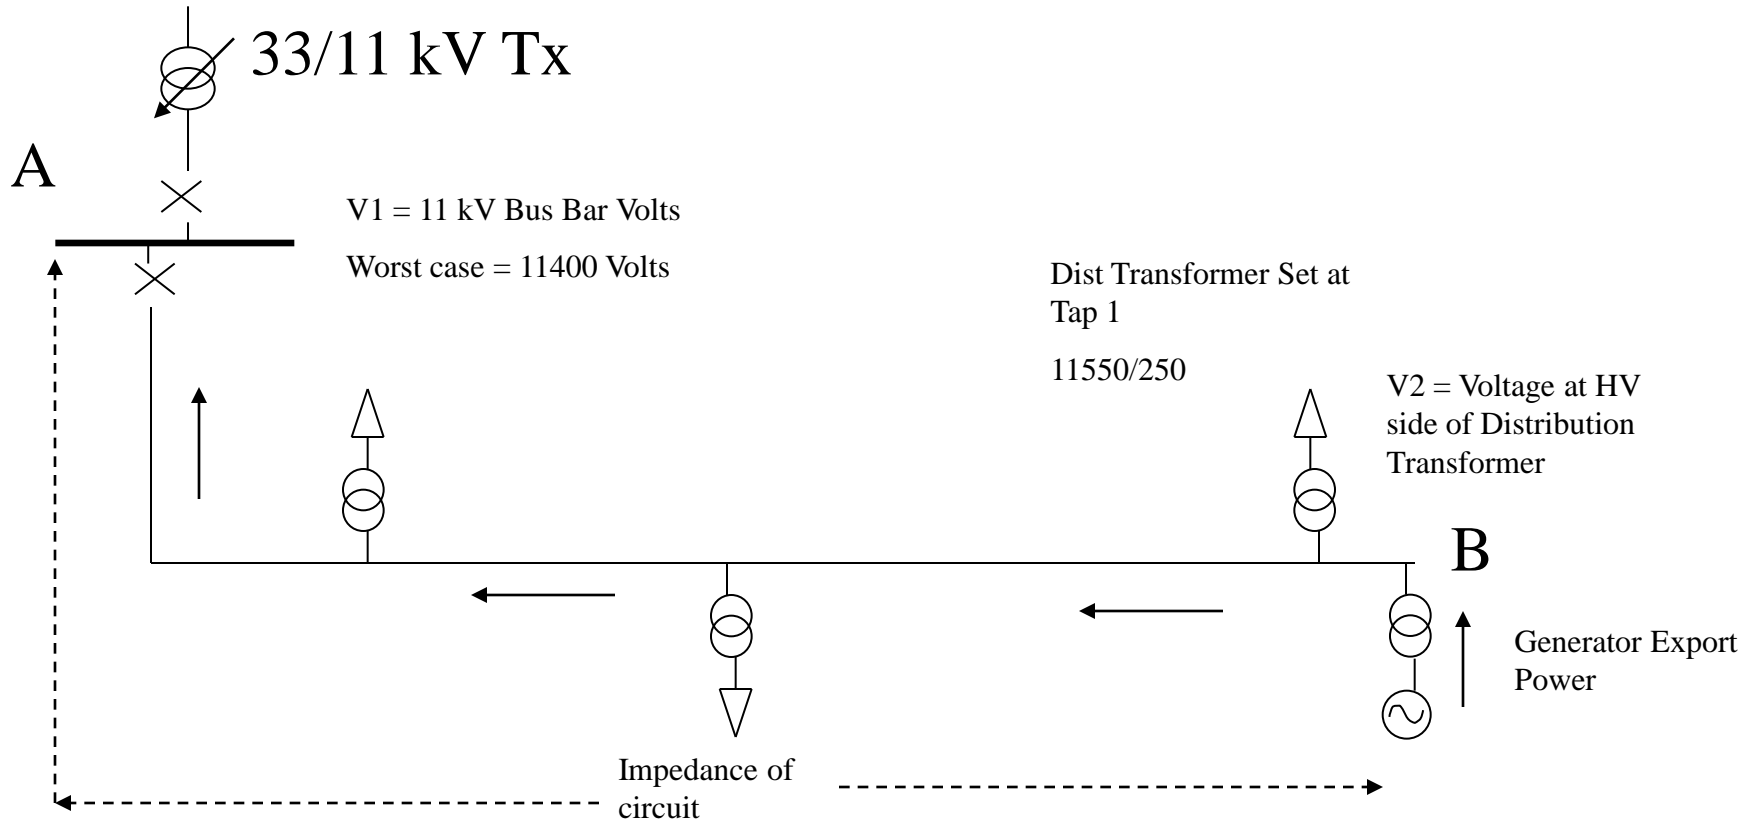 33/11 kV Tx
A
V1 = 11 kV Bus Bar Volts
Worst case = 11400 Volts
Dist Transformer Set at
Tap 1
11550/250
V2 = Voltage at HV
side of Distribution
Transformer
B
Generator Export
Power
Impedance of
circuit